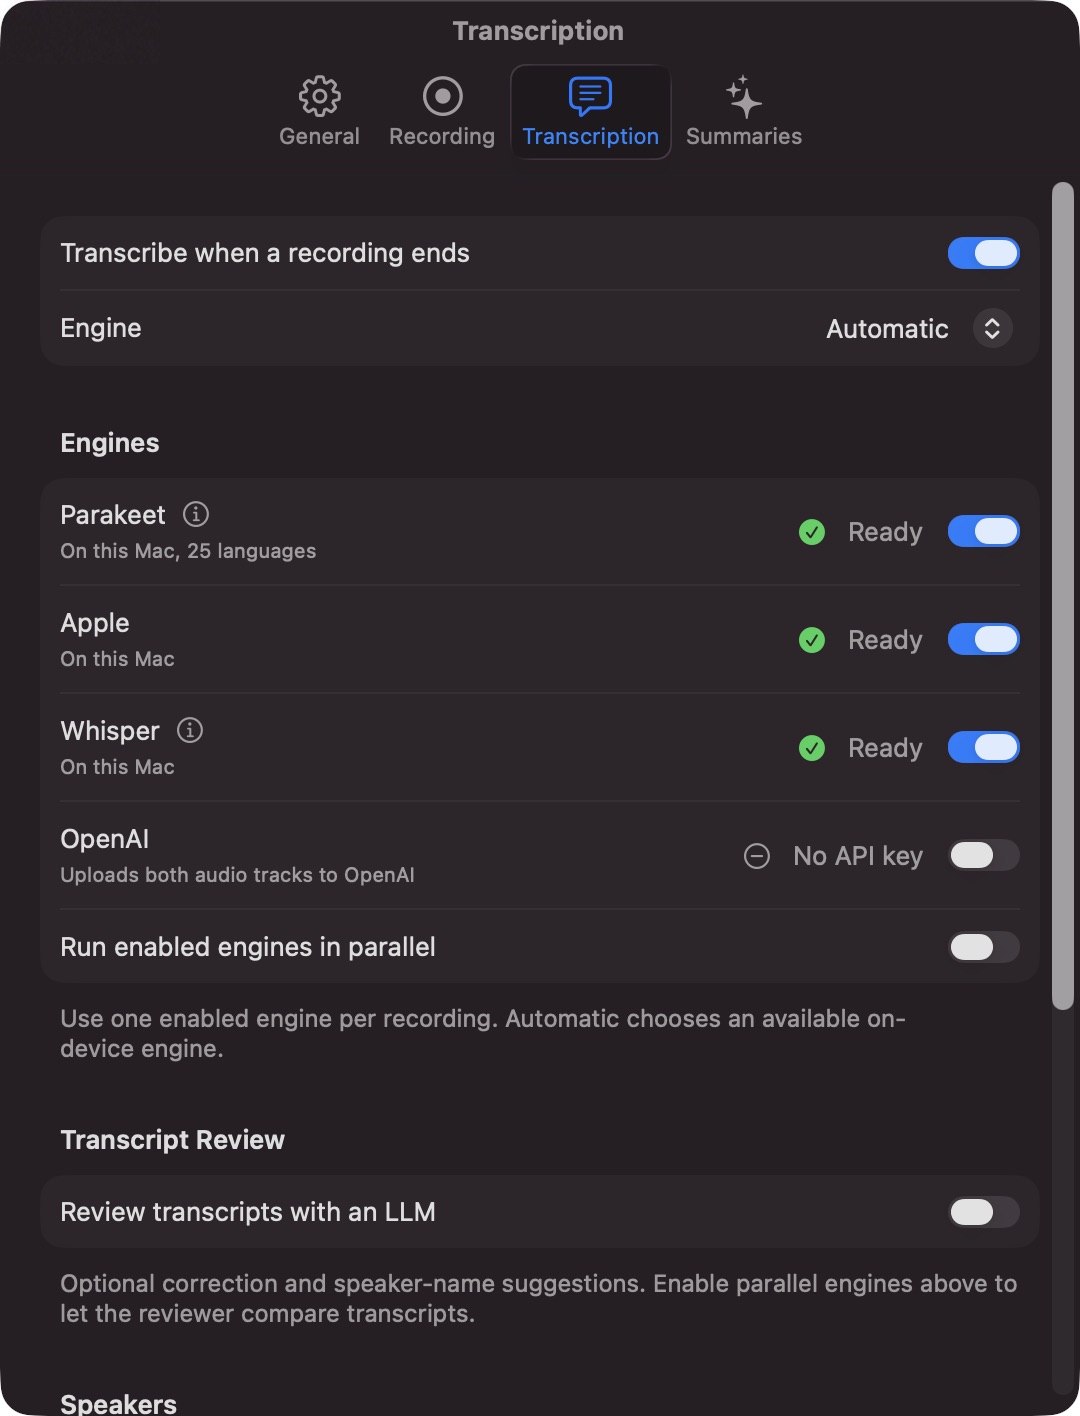 Transcription
General
Recording
Transcription
Summaries
Transcribe when a recording ends
Engine
Automatic
Engines
Parakeet
On this Mac, 25 languages
Ready
Apple
On this Mac
Ready
Whisper
On this Mac
Ready
OpenAI
Uploads both audio tracks to OpenAI
No API key
Run enabled engines in parallel
Use one enabled engine per recording. Automatic chooses an available on-
device engine.
Transcript Review
Review transcripts with an LLM
Optional correction and speaker-name suggestions. Enable parallel engines above to
let the reviewer compare transcripts.
Speakers